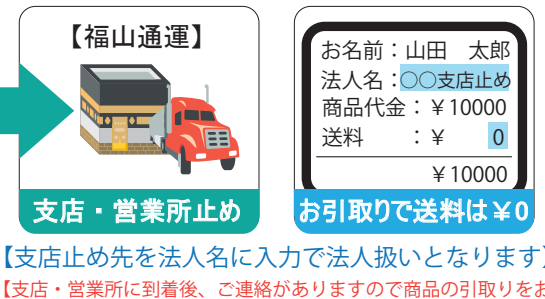 【福山通運】
支店・営業所止め
お名前：山田　太郎
法人名：○○支店止め
商品代金：￥10000
送料　　：￥　0
￥10000
お引取りで送料は￥0
【支店止め先を法人名に入力で法人扱いとなります】
【支店・営業所に到着後、ご連絡がありますので商品の引取りをお